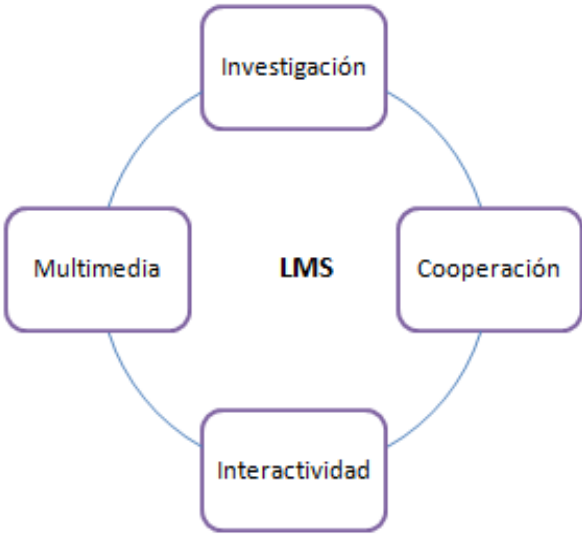 Investigación
Multimedia
LMS
Cooperación
Interactividad